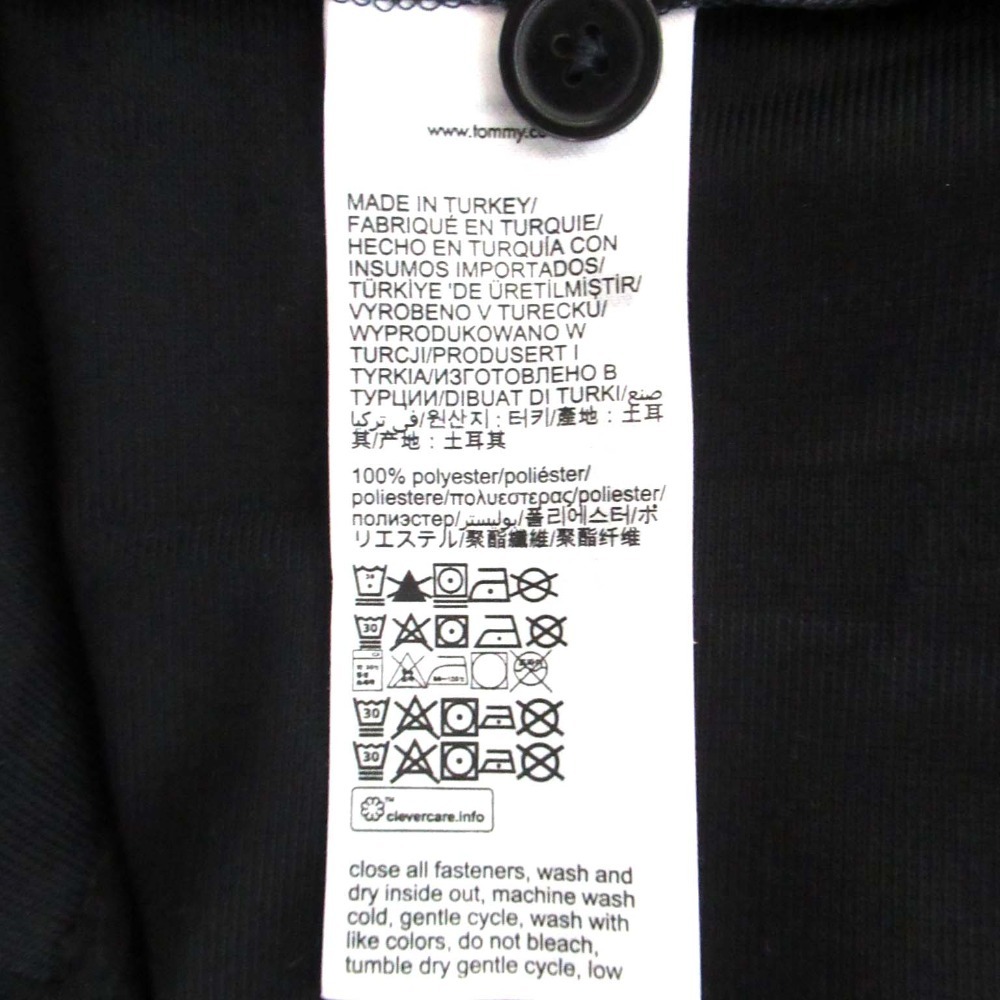 www.tommy.co
MADE IN TURKEY/
FABRIQUÉ EN TURQUIE/
HECHO EN TURQUÍA CON
INSUMOS IMPORTADOS/
TÜRKİYE 'DE ÜRETİLMİŞTİR/
VYROBENO V TURECKU/
WYPRODUKOWANO W
TURCJI/PRODUSERT I
TYRKIA/ИЗГОТОВЛЕНО В
ТУРЦИИ/DIBUAT DI TURKI/صنع
في تركيا/원산지 : 터키/產地 : 土耳
其/产地 : 土耳其
100% polyester/poliéster/
poliestere/πολυεστερας/poliester/
полиэстер/بوليستر/폴리에스터/ポ
リエステル/聚酯纖維/聚酯纤维
30
30
30
clevercare.info
close all fasteners, wash and
dry inside out, machine wash
cold, gentle cycle, wash with
like colors, do not bleach,
tumble dry gentle cycle, low